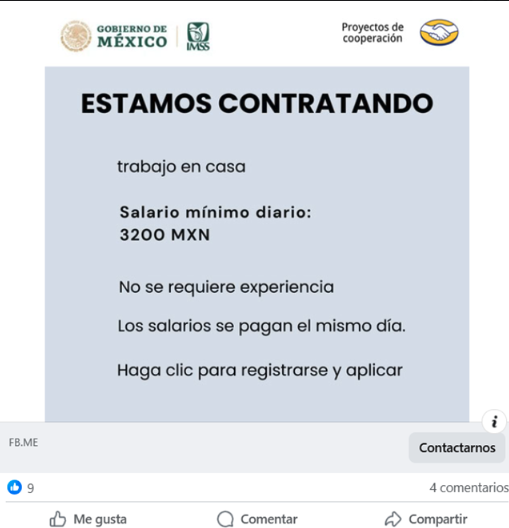 GOBIERNO DE
MÉXICO
IMSS
Proyectos de
cooperación
ESTAMOS CONTRATANDO
trabajo en casa
Salario mínimo diario:
3200 MXN
No se requiere experiencia
Los salarios se pagan el mismo día.
Haga clic para registrarse y aplicar
i
FB.ME
Contactarnos
9
4 comentarios
Me gusta
Comentar
Compartir